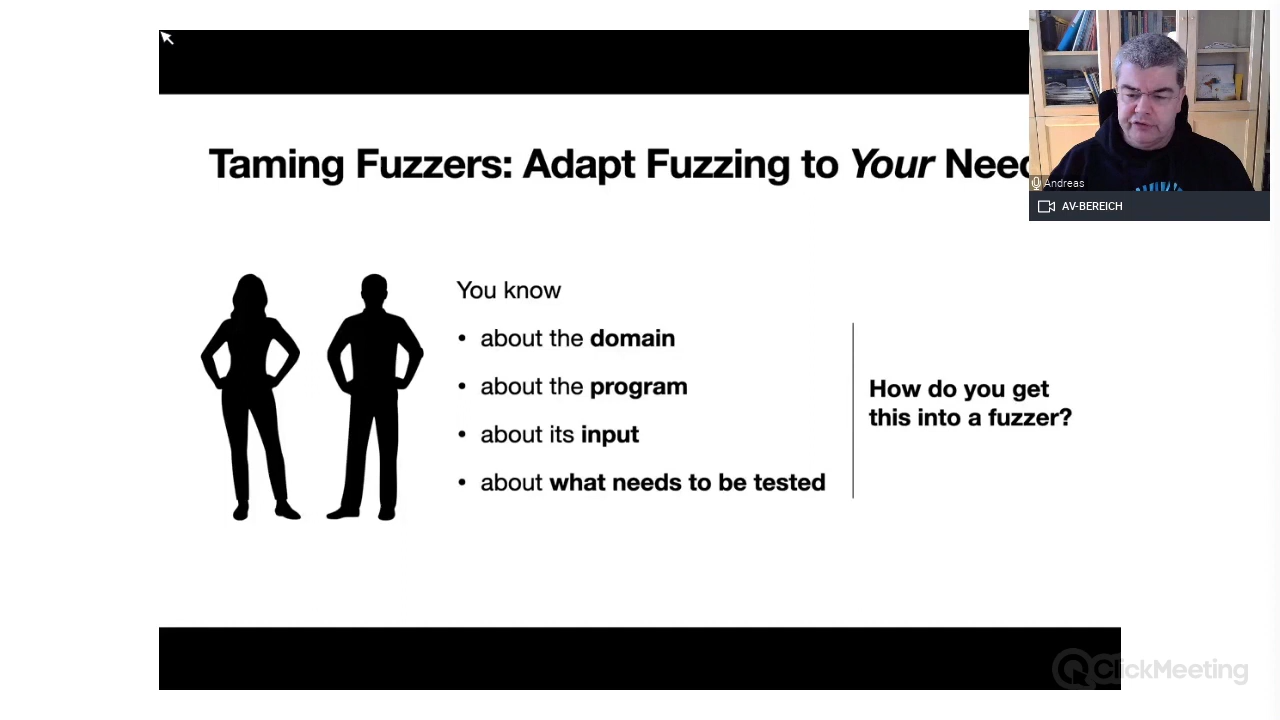 Taming Fuzzers: Adapt Fuzzing to Your
Andreas
AV-BEREICH
You know
• about the domain
• about the program
• about its input
• about what needs to be tested
How do you get
this into a fuzzer?
ClickMeeting